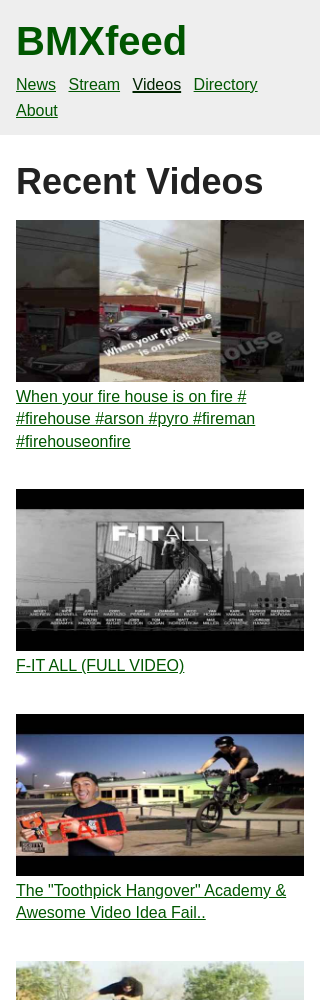 BMXfeed
News Stream Videos Directory
About
Recent Videos
When your fire house
is on fire!!
ouse
When your fire house is on fire #
#firehouse #arson #pyro #fireman
#firehouseonfire
F-IT ALL
F-IT ALL (FULL VIDEO)
FAIL
The "Toothpick Hangover" Academy &
Awesome Video Idea Fail..